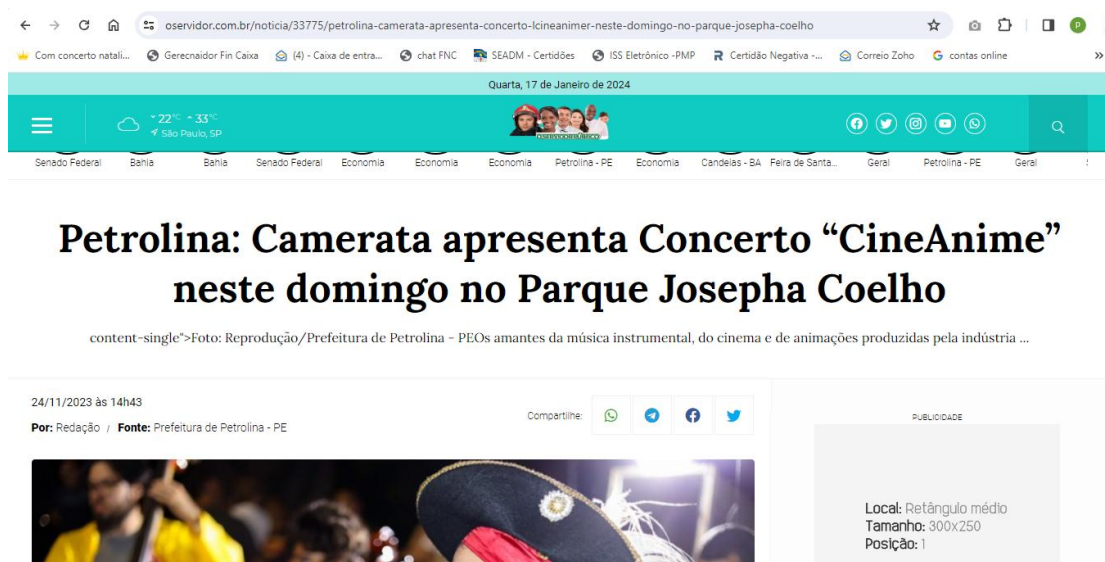 oservidor.com.br/noticia/33775/petrolina-camerata-apresenta-concerto-lcineanimer-neste-domingo-no-parque-josepha-coelho
Com concerto natali... Gerecnaidor Fin Caixa (4) - Caixa de entra... chat FNC SEADM - Certidões ISS Eletrônico -PMP Certidão Negativa -... Correio Zoho contas online »
Quarta, 17 de Janeiro de 2024
22°C 33°C
São Paulo, SP
Senado Federal Bahia Bahia Senado Federal Economia Economia Economia Petrolina - PE Economia Candeias - BA Feira de Santa... Geral Petrolina - PE Geral
Petrolina: Camerata apresenta Concerto “CineAnime”
neste domingo no Parque Josepha Coelho
content-single">Foto: Reprodução/Prefeitura de Petrolina - PEOs amantes da música instrumental, do cinema e de animações produzidas pela indústria ...
24/11/2023 às 14h43
Por: Redação / Fonte: Prefeitura de Petrolina - PE
Compartilhe:
PUBLICIDADE
Local: Retângulo médio
Tamanho: 300x250
Posição: 1